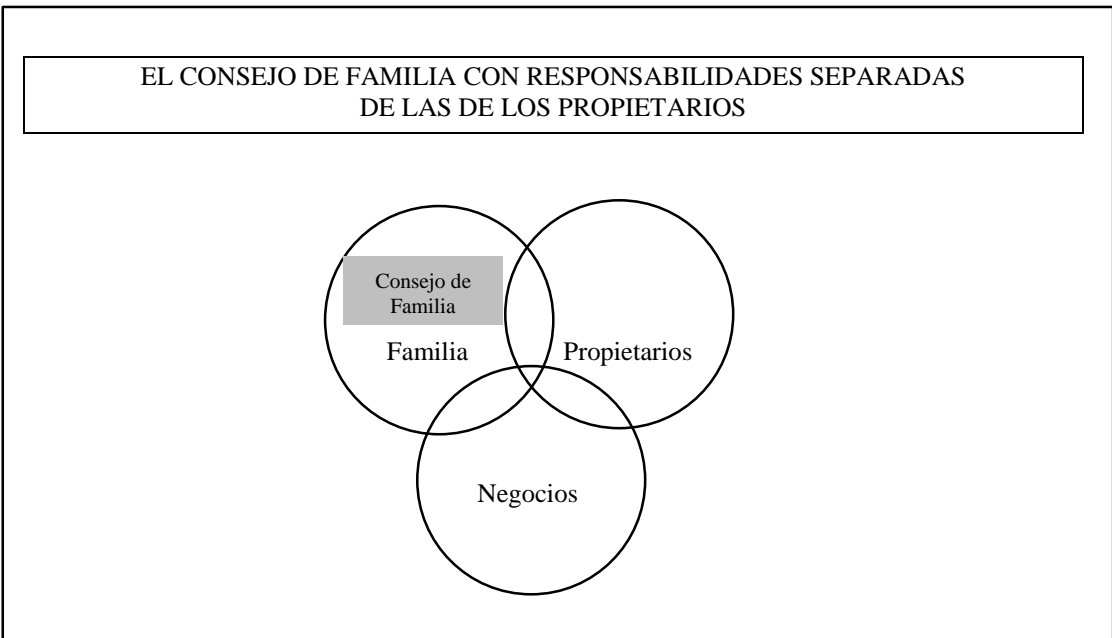 EL CONSEJO DE FAMILIA CON RESPONSABILIDADES SEPARADAS
DE LAS DE LOS PROPIETARIOS
Consejo de
Familia
Familia
Propietarios
Negocios